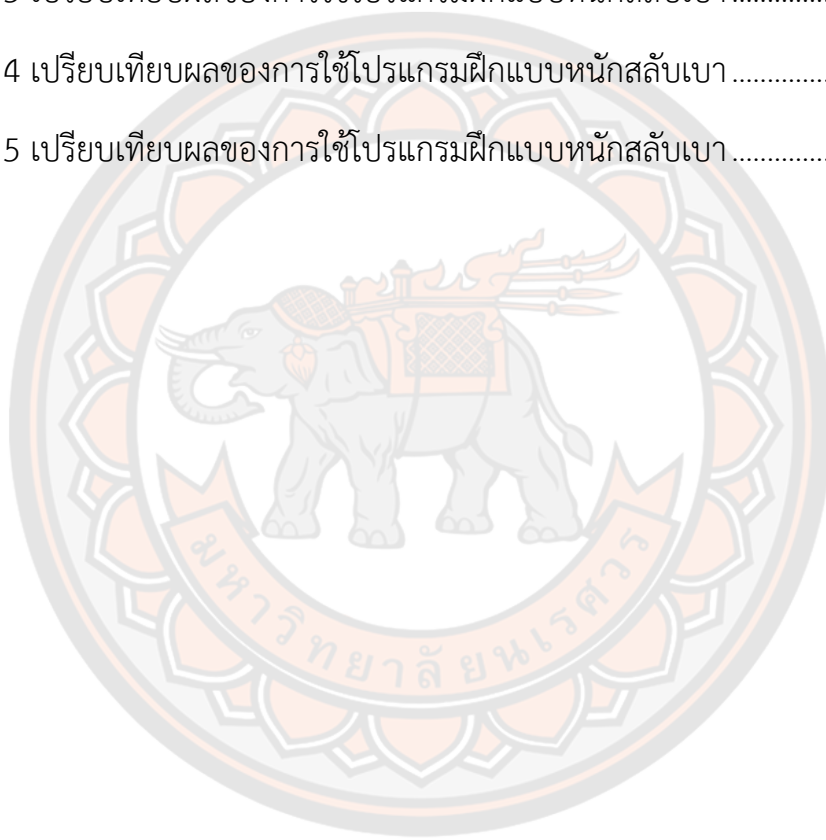 4 เปรียบเทียบผลของการใช้โปรแกรมฝึกแบบหนักสลับเบา ..............
5 เปรียบเทียบผลของการใช้โปรแกรมฝึกแบบหนักสลับเบา ..............
มหาวิทยาลัยนเรศวร